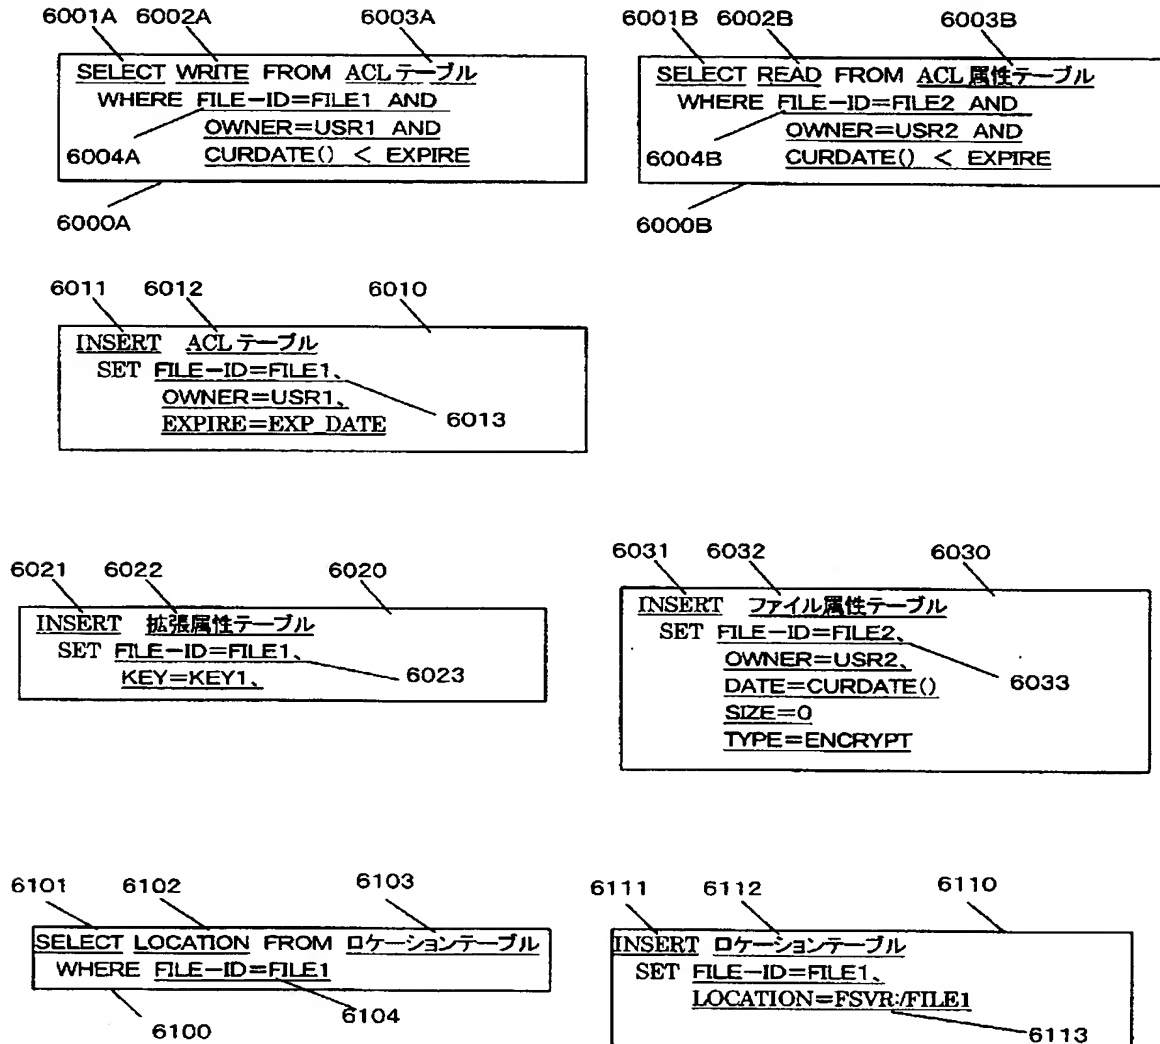 6001A 6002A 6003A
SELECT WRITE FROM ACLテーブル
WHERE FILE-ID=FILE1 AND
OWNER=USR1 AND
6004A
CURDATE() < EXPIRE
6000A
6001B 6002B 6003B
SELECT READ FROM ACL属性テーブル
WHERE FILE-ID=FILE2 AND
OWNER=USR2 AND
6004B
CURDATE() < EXPIRE
6000B
6011 6012 6010
INSERT ACLテーブル
SET FILE-ID=FILE1、
OWNER=USR1、
EXPIRE=EXP_DATE
6013
6021 6022 6020
INSERT 拡張属性テーブル
SET FILE-ID=FILE1、
KEY=KEY1、
6023
6031 6032 6030
INSERT ファイル属性テーブル
SET FILE-ID=FILE2、
OWNER=USR2、
DATE=CURDATE()
SIZE=0
TYPE=ENCRYPT
6033
6101 6102 6103
SELECT LOCATION FROM ロケーションテーブル
WHERE FILE-ID=FILE1
6100 6104
6111 6112 6110
INSERT ロケーションテーブル
SET FILE-ID=FILE1、
LOCATION=FSVR:/FILE1
6113